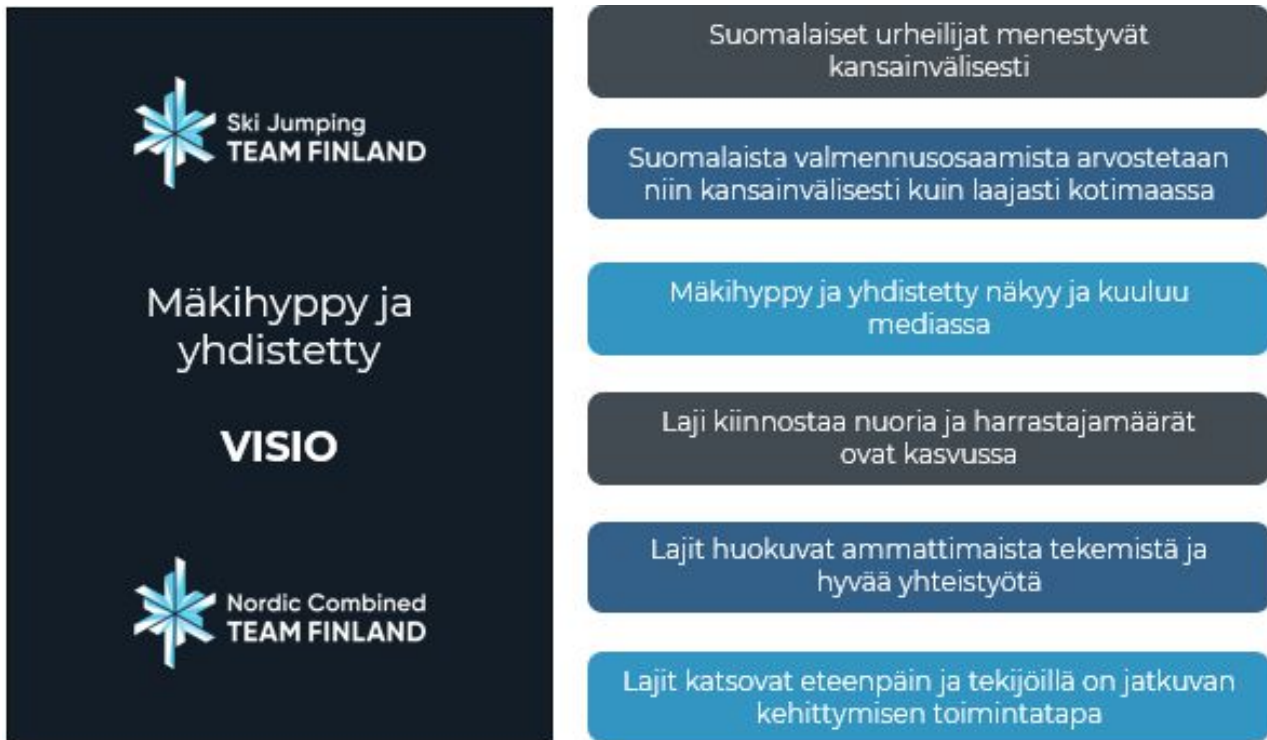 Ski Jumping
TEAM FINLAND
Mäkihyppy ja
yhdistetty
VISIO
Nordic Combined
TEAM FINLAND
Suomalaiset urheilijat menestyvät
kansainvälisesti
Suomalaista valmennusosaamista arvostetaan
niin kansainvälisesti kuin laajasti kotimaassa
Mäkihyppy ja yhdistetty näkyy ja kuuluu
mediassa
Laji kiinnostaa nuoria ja harrastajamäärät
ovat kasvussa
Lajit huokuvat ammattimaista tekemistä ja
hyvää yhteistyötä
Lajit katsovat eteenpäin ja tekijöillä on jatkuvan
kehittymisen toimintatapa